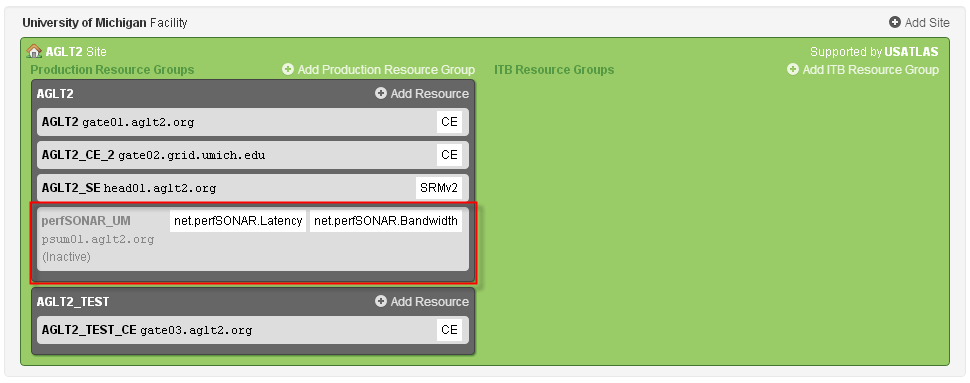 University of Michigan Facility
Add Site
AGLT2 Site
Supported by USATLAS
Production Resource Groups
Add Production Resource Group
ITB Resource Groups
Add ITB Resource Group
AGLT2
Add Resource
AGLT2 gate01.aglt2.org
CE
AGLT2_CE_2 gate02.grid.umich.edu
CE
AGLT2_SE head01.aglt2.org
SRMv2
perfSONAR_UM
net.perfSONAR.Latency
net.perfSONAR.Bandwidth
psum01.aglt2.org
(Inactive)
AGLT2_TEST
Add Resource
AGLT2_TEST_CE gate03.aglt2.org
CE